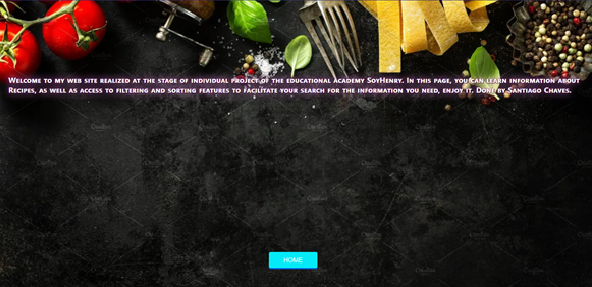 Welcome to my web site realized at the stage of individual project of the educational Academy SoyHenry. In this page, you can learn enformation about
Recipes, as well as access to filtering and sorting features to facilitate your search for the information you need, enjoy it. Done by Santiago Chaves.
HOME